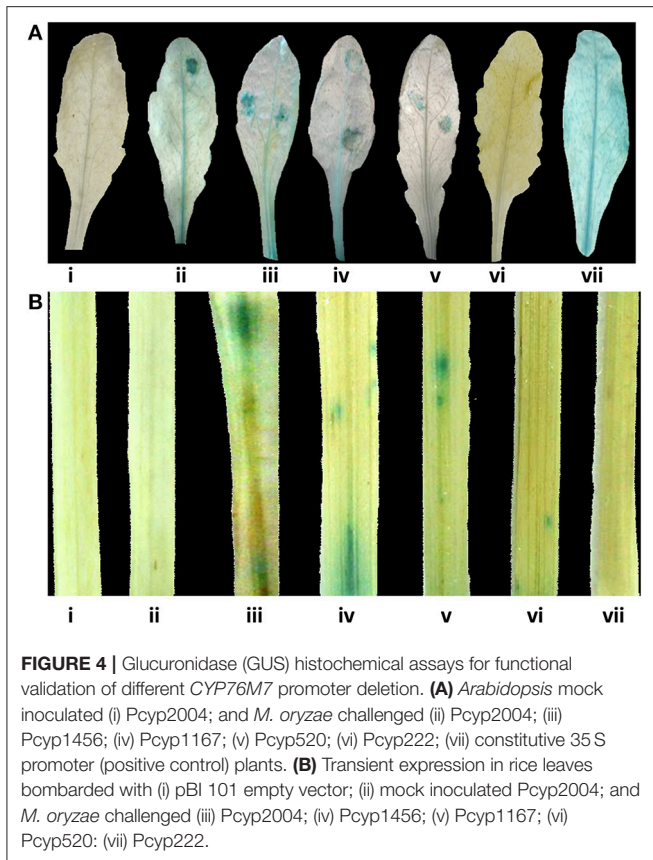 A
i ii iii iv v vi vii
B
i ii iii iv v vi vii
FIGURE 4 | Glucuronidase (GUS) histochemical assays for functional
validation of different CYP76M7 promoter deletion. (A) Arabidopsis mock
inoculated (i) Pcyp2004; and M. oryzae challenged (ii) Pcyp2004; (iii)
Pcyp1456; (iv) Pcyp1167; (v) Pcyp520; (vi) Pcyp222; (vii) constitutive 35 S
promoter (positive control) plants. (B) Transient expression in rice leaves
bombarded with (i) pBI 101 empty vector; (ii) mock inoculated Pcyp2004; and
M. oryzae challenged (iii) Pcyp2004; (iv) Pcyp1456; (v) Pcyp1167; (vi)
Pcyp520: (vii) Pcyp222.